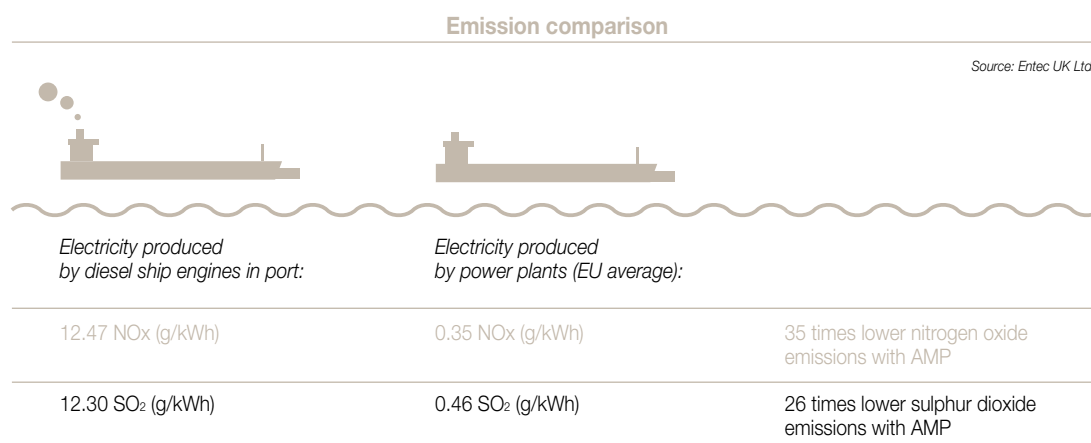 Emission comparison
Source: Entec UK Ltd
Electricity produced
by diesel ship engines in port:
Electricity produced
by power plants (EU average):
12.47 NOx (g/kWh)
0.35 NOx (g/kWh)
35 times lower nitrogen oxide
emissions with AMP
12.30 SO₂ (g/kWh)
0.46 SO₂ (g/kWh)
26 times lower sulphur dioxide
emissions with AMP